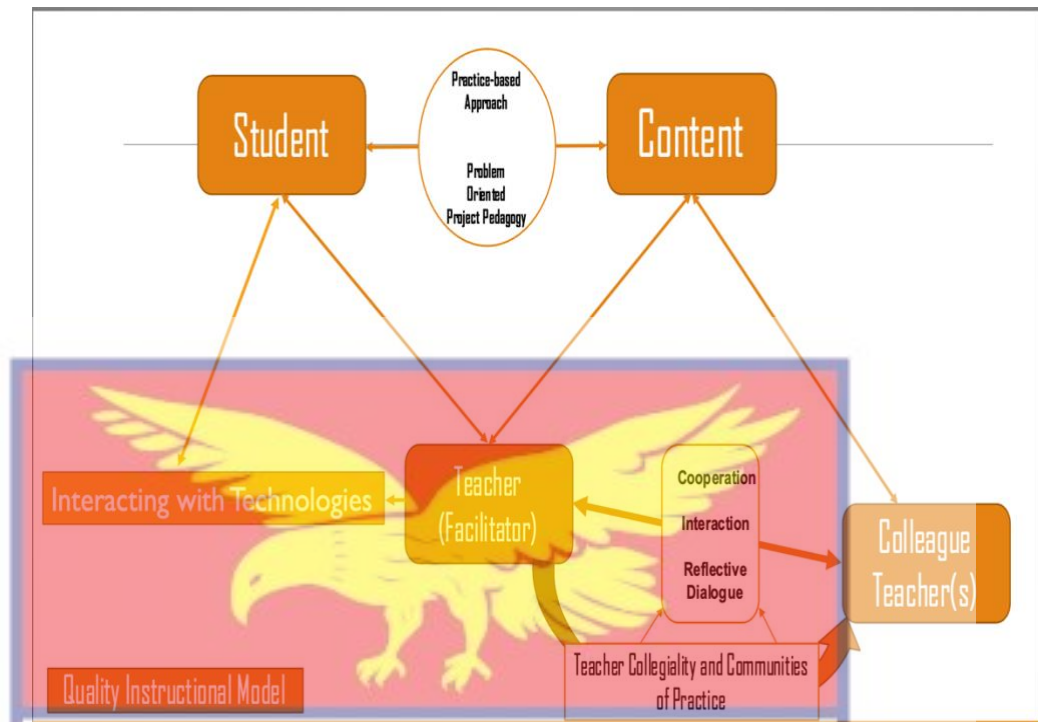 Practice-based
Approach
Student
Content
Problem
Oriented
Project Pedagogy
Interacting with Technologies
Teacher
(Facilitator)
Cooperation
Interaction
Reflective
Dialogue
Colleague
Teacher(s)
Teacher Collegiality and Communities
of Practice
Quality Instructional Model